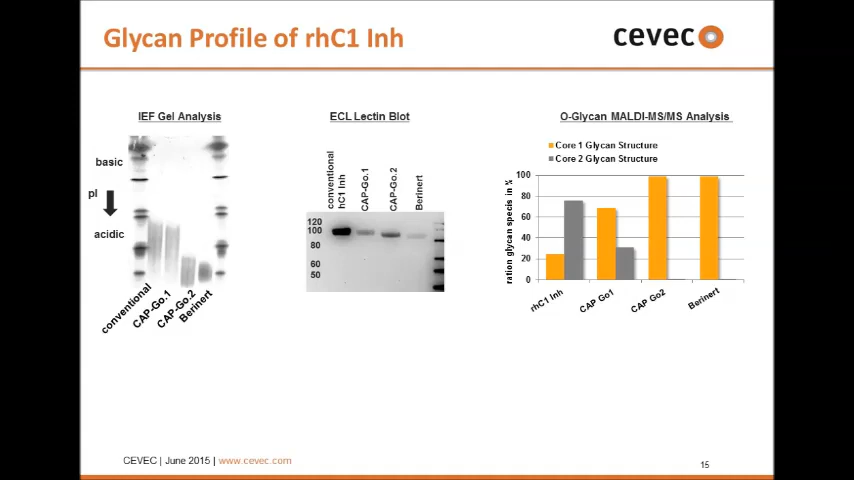 Glycan Profile of rhC1 Inh
cevec
IEF Gel Analysis
basic
pI
acidic
conventional
CAP-Go.1
CAP-Go.2
Berinert
ECL Lectin Blot
conventional
hC1 Inh
CAP-Go.1
CAP-Go.2
Berinert
120
100
80
60
50
O-Glycan MALDI-MS/MS Analysis
Core 1 Glycan Structure
Core 2 Glycan Structure
ration glycan specis in %
100
80
60
40
20
0
rhC1 Inh
CAP Go1
CAP Go2
Berinert
CEVEC | June 2015 | www.cevec.com
15